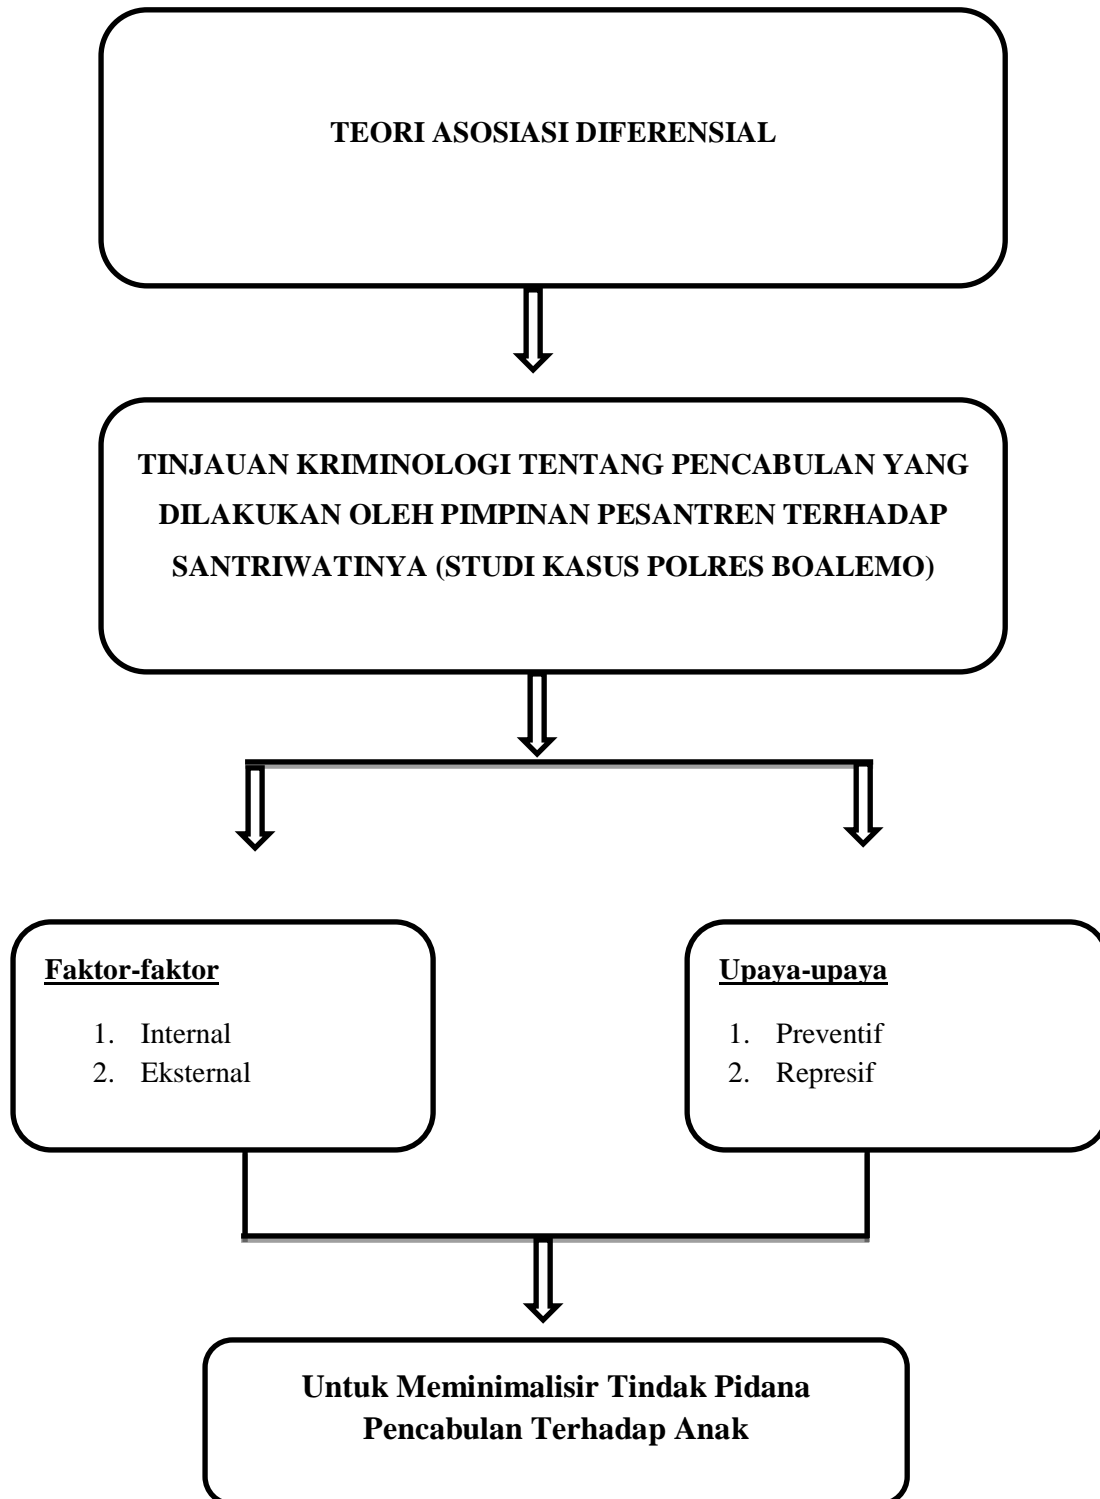 TEORI ASOSIASI DIFERENSIAL
TINJAUAN KRIMINOLOGI TENTANG PENCABULAN YANG
DILAKUKAN OLEH PIMPINAN PESANTREN TERHADAP
SANTRIWATINYA (STUDI KASUS POLRES BOALEMO)
Faktor-faktor
1. Internal
2. Eksternal
Upaya-upaya
1. Preventif
2. Represif
Untuk Meminimalisir Tindak Pidana
Pencabulan Terhadap Anak